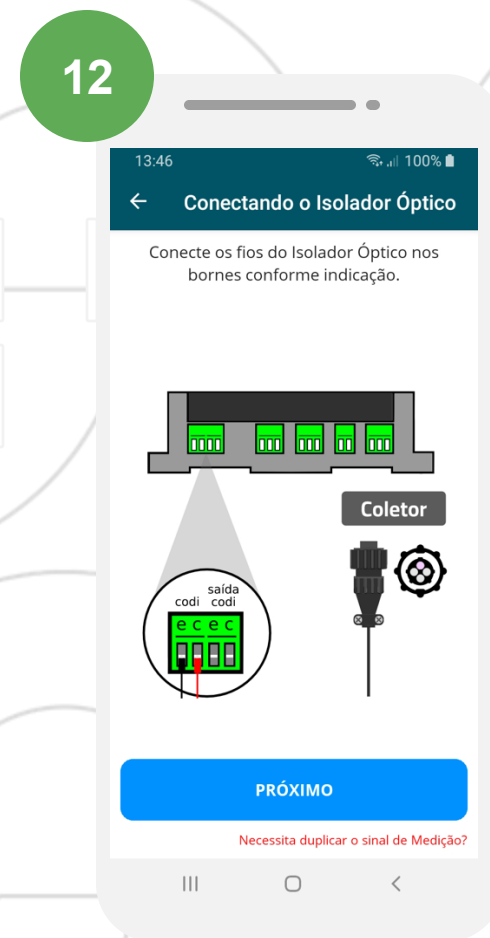 12
13:46
100%
Conectando o Isolador Óptico
Conecte os fios do Isolador Óptico nos
bornes conforme indicação.
Coletor
saída
codi codi
e c e c
PRÓXIMO
Necessita duplicar o sinal de Medição?